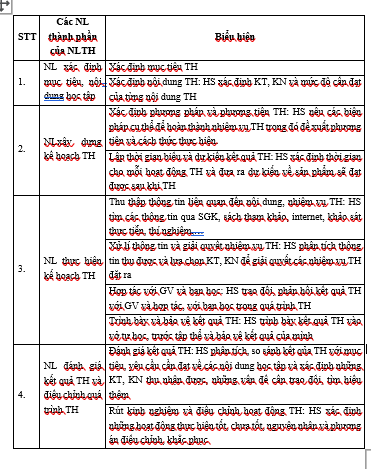 STT
Các NL
thành phần
của NLTH
Biểu hiện
1.
NL xác định
mục tiêu, nội
dung học tập
Xác định mục tiêu TH
Xác định nội dung TH: HS xác định KT, KN và mức độ cần đạt
của từng nội dung TH
2.
NLxây dựng
kế hoạch TH
Xác định phương pháp và phương tiện TH: HS nêu các biện
pháp cụ thể để hoàn thành nhiệm vụ TH trong đó đề xuất phương
tiện và cách thức thực hiện.
Lập thời gian biểu và dự kiến kết quả TH: HS xác định thời gian
cho mỗi hoạt động TH và đưa ra dự kiến về sản phẩm sẽ đạt
được sau khi TH
3.
NL thực hiện
kế hoạch TH
Thu thập thông tin liên quan đến nội dung, nhiệm vụ TH: HS
tìm các thông tin qua SGK, sách tham khảo, internet, khảo sát
thực tiễn, thí nghiệm,...
Xử lí thông tin và giải quyết nhiệm vụ TH: HS phân tích thông
tin thu được và lựa chọn KT, KN để giải quyết các nhiệm vụ TH
đặt ra
Hợp tác với GV và bạn học: HS trao đổi, phản hồi kết quả TH
với GV và hợp tác, với bạn học trong quá trình TH
Trình bày và bảo vệ kết quả TH: HS trình bày kết quả TH vào
vở tự học, trước tập thể và bảo vệ kết quả của mình
4.
NL đánh giá
kết quả TH và
điều chỉnh quá
trình TH
Đánh giá kết quả TH: HS phân tích, so sánh kết qủa TH với mục
tiêu, yêu cầu cần đạt về các nội dung học tập và xác định những
KT, KN thu nhận được, những vấn đề cần trao đổi, tìm hiểu
thêm
Rút kinh nghiệm và điều chỉnh hoạt động TH: HS xác định
những hoạt động thực hiện tốt, chưa tốt, nguyên nhân và phương
án điều chỉnh, khắc phục.